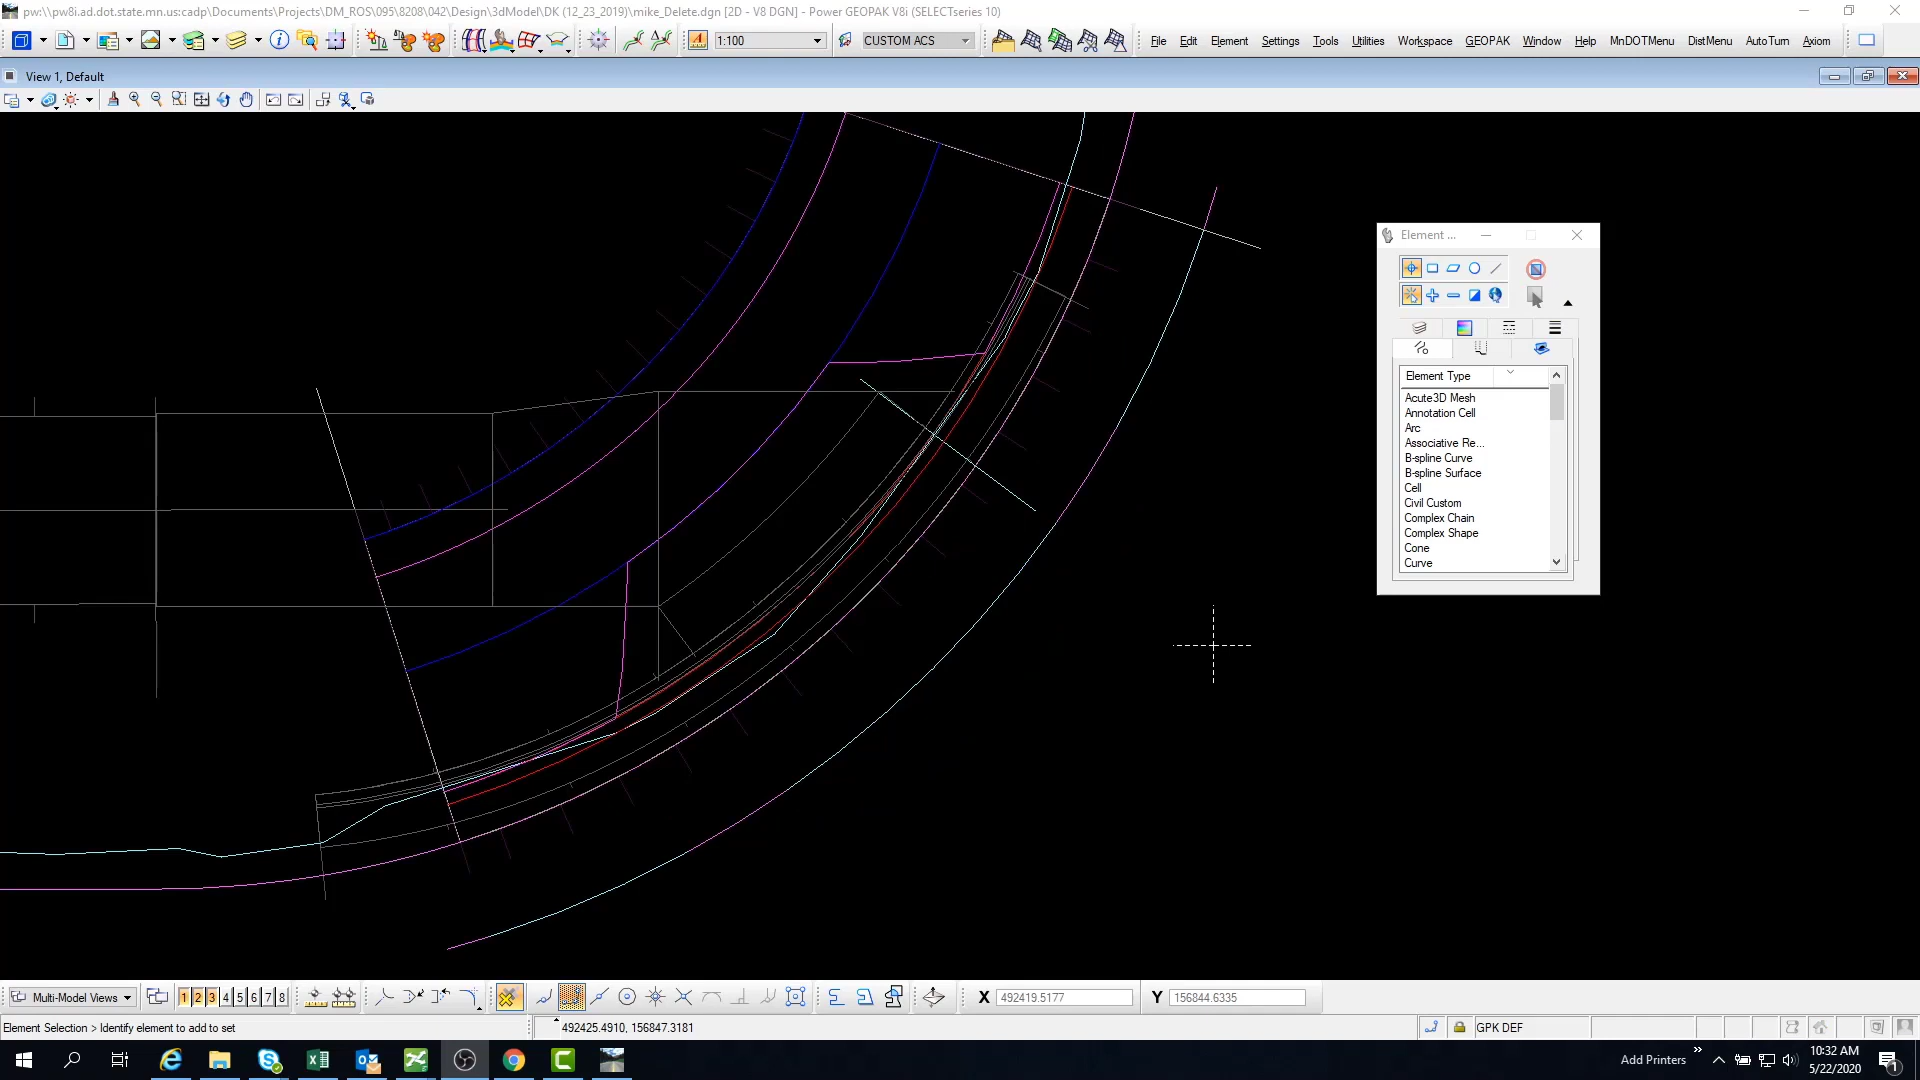 pw:\\pw8i.ad.dot.state.mn.us:cadp\Documents\Projects\DM_ROS\095\8208\042\Design\3dModel\DK (12_23_2019)\mike_Delete.dgn [2D - V8 DGN] - Power GEOPAK V8i (SELECTseries 10)
1:100 CUSTOM ACS File Edit Element Settings Tools Utilities Workspace GEOPAK Window Help MnDOTMenu DistMenu AutoTurn Axiom
View 1, Default
Element ...
Element Type
Acute3D Mesh
Annotation Cell
Arc
Associative Re...
B-spline Curve
B-spline Surface
Cell
Civil Custom
Complex Chain
Complex Shape
Cone
Curve
Multi-Model Views 1 2 3 4 5 6 7 8 X 492419.5177 Y 156844.6335
Element Selection > Identify element to add to set 492425.4910, 156847.3181 GPK DEF
Add Printers 10:32 AM
5/22/2020
1